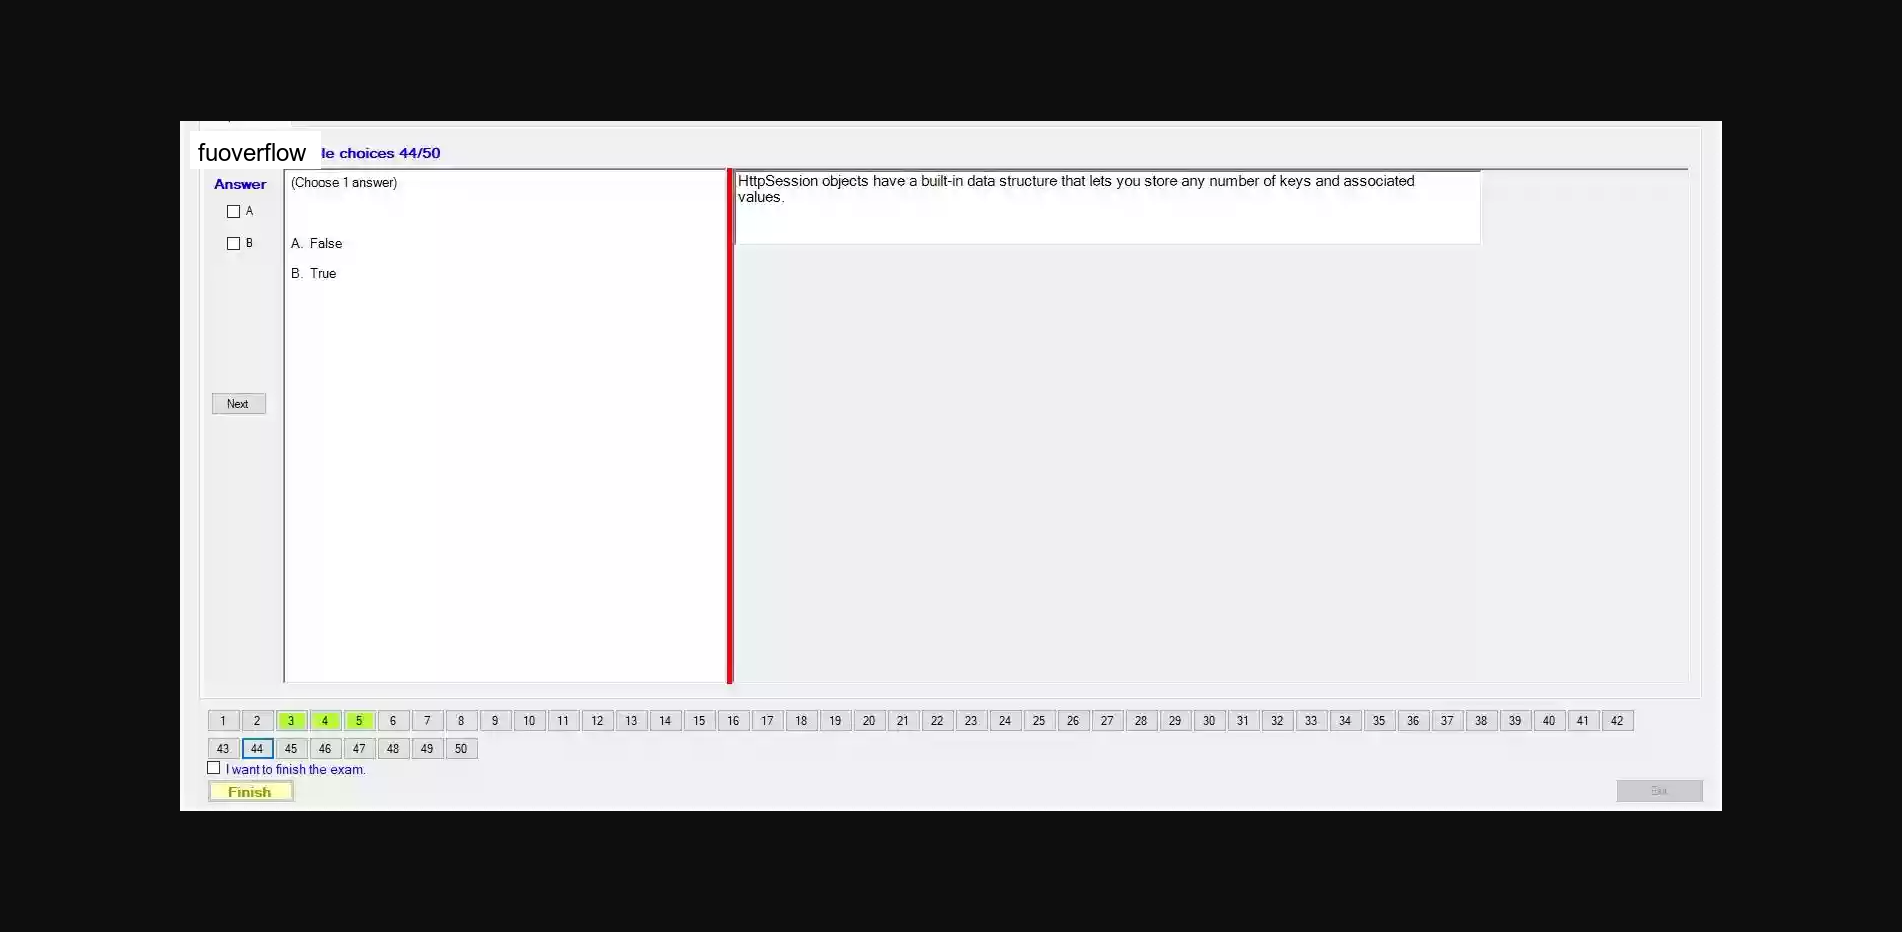 fuoverflow le choices 44/50
Answer
(Choose 1 answer)
HttpSession objects have a built-in data structure that lets you store any number of keys and associated
values.
A
B
A. False
B. True
Next
1 2 3 4 5 6 7 8 9 10 11 12 13 14 15 16 17 18 19 20 21 22 23 24 25 26 27 28 29 30 31 32 33 34 35 36 37 38 39 40 41 42
43 44 45 46 47 48 49 50
I want to finish the exam.
Finish
Exit